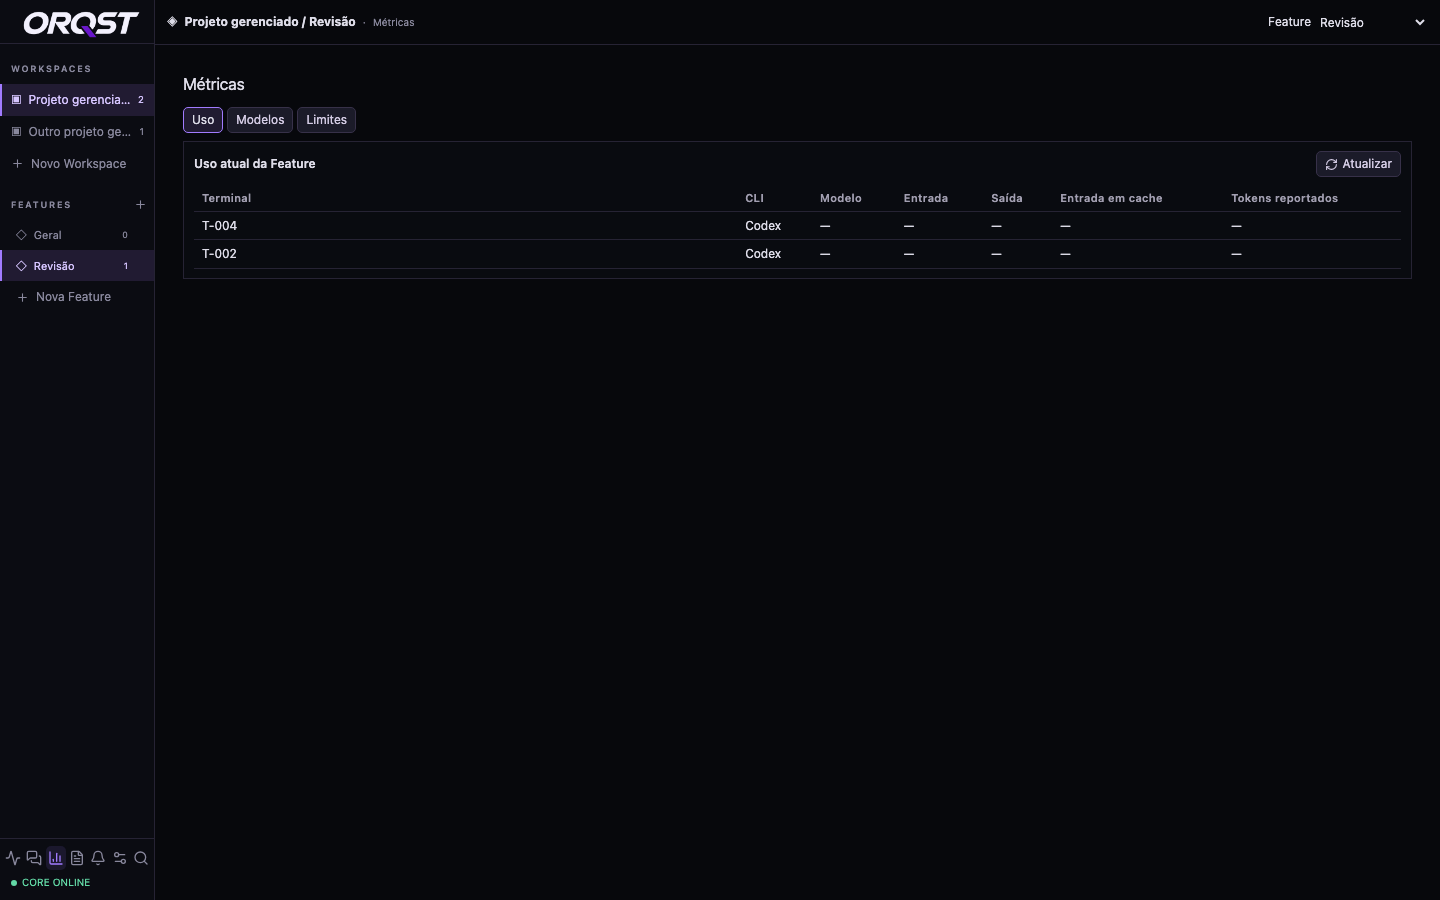 ORQST
WORKSPACES
Projeto gerencia... 2
Outro projeto ge... 1
+ Novo Workspace
FEATURES +
Geral 0
Revisão 1
+ Nova Feature
CORE ONLINE
Projeto gerenciado / Revisão · Métricas
Feature Revisão
Métricas
Uso Modelos Limites
Uso atual da Feature
Atualizar
Terminal CLI Modelo Entrada Saída Entrada em cache Tokens reportados
T-004 Codex — — — — —
T-002 Codex — — — — —